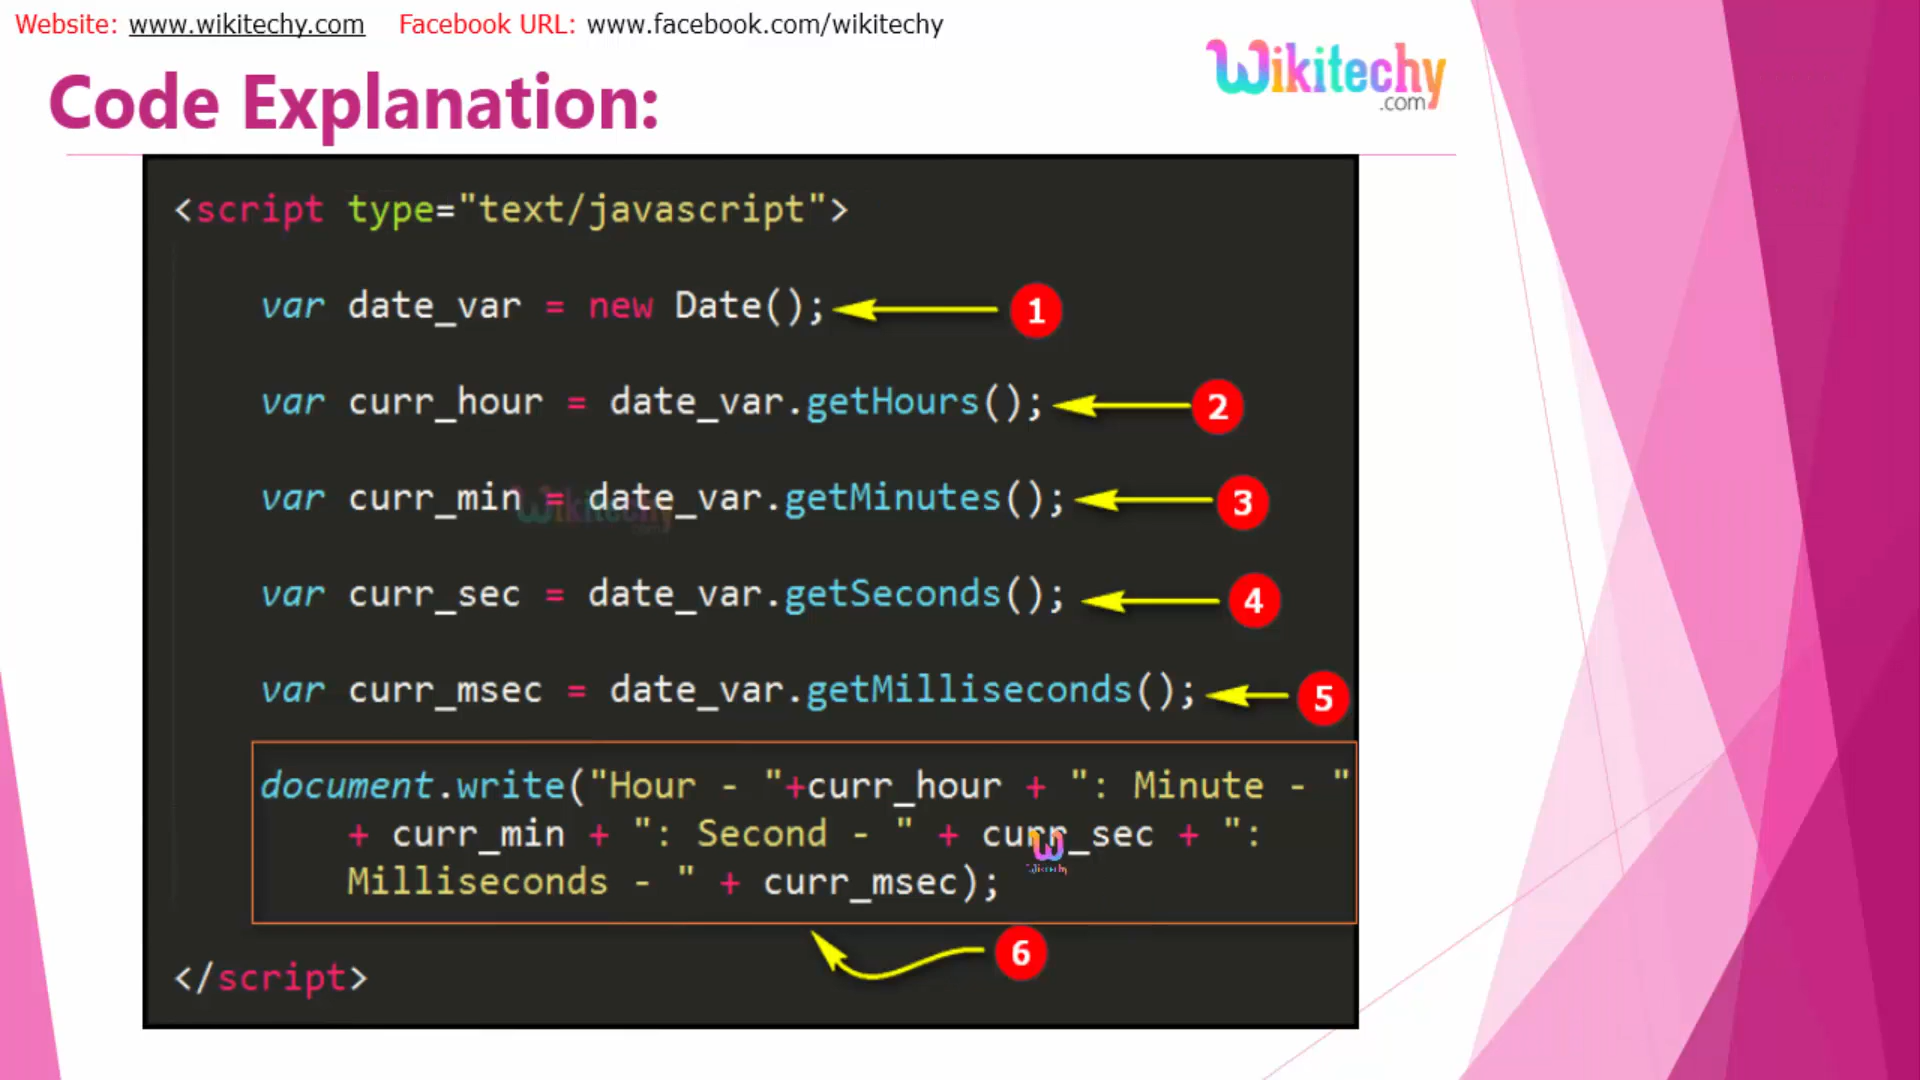 Website: www.wikitechy.com Facebook URL: www.facebook.com/wikitechy
Wikitechy
.com
Code Explanation:
<script type="text/javascript">
var date_var = new Date();
1
var curr_hour = date_var.getHours();
2
var curr_min = date_var.getMinutes();
3
Wikitechy
var curr_sec = date_var.getSeconds();
4
var curr_msec = date_var.getMilliseconds();
5
document.write("Hour - "+curr_hour + ": Minute - "
+ curr_min + ": Second - " + curr_sec + ":
Milliseconds - " + curr_msec);
W
Wikitechy
6
</script>